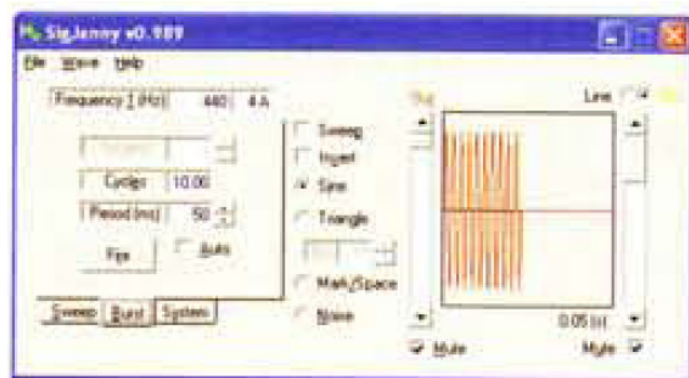 SigJenny v0.989
File Wave Help
Frequency 1 (Hz) 440 4 A
Line
Sweep
Invert
Cycles 10.00
Sine
Period (ms) 50
Triangle
Fire Auto
Mark/Space
Noise
Sweep Burst System
0.05 (s)
Mute Mute